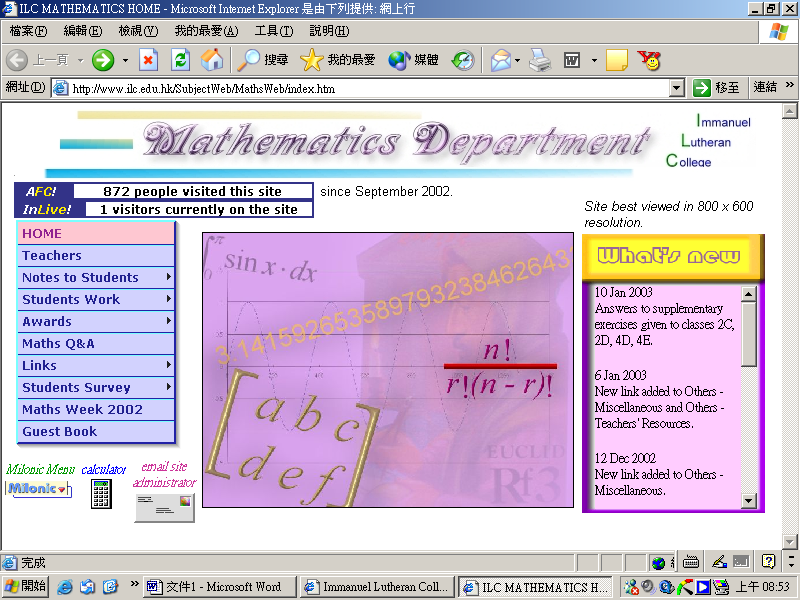 ILC MATHEMATICS HOME - Microsoft Internet Explorer 是由下列提供: 網上行
檔案(F) 編輯(E) 檢視(V) 我的最愛(A) 工具(T) 說明(H)
上一頁 搜尋 我的最愛 媒體
網址(D) http://www.ilc.edu.hk/SubjectWeb/MathsWeb/index.htm 移至 連結 »
Mathematics Department
Immanuel
Lutheran
College
AFC! 872 people visited this site since September 2002.
InLive! 1 visitors currently on the site
Site best viewed in 800 x 600
resolution.
HOME
Teachers
Notes to Students
Students Work
Awards
Maths Q&A
Links
Students Survey
Maths Week 2002
Guest Book
Milonic Menu
Milonic
calculator
email site
administrator
∫ π sin x · dx
3.1415926535897932384626433
n!
r!(n - r)!
a b c
d e f
EUCLID
Rf3
What's new
10 Jan 2003
Answers to supplementary
exercises given to classes 2C,
2D, 4D, 4E.
6 Jan 2003
New link added to Others -
Miscellaneous and Others -
Teachers' Resources.
12 Dec 2002
New link added to Others -
Miscellaneous.
完成
開始 » 文件1 - Microsoft Word Immanuel Lutheran Coll... ILC MATHEMATICS H... 上午 08:53